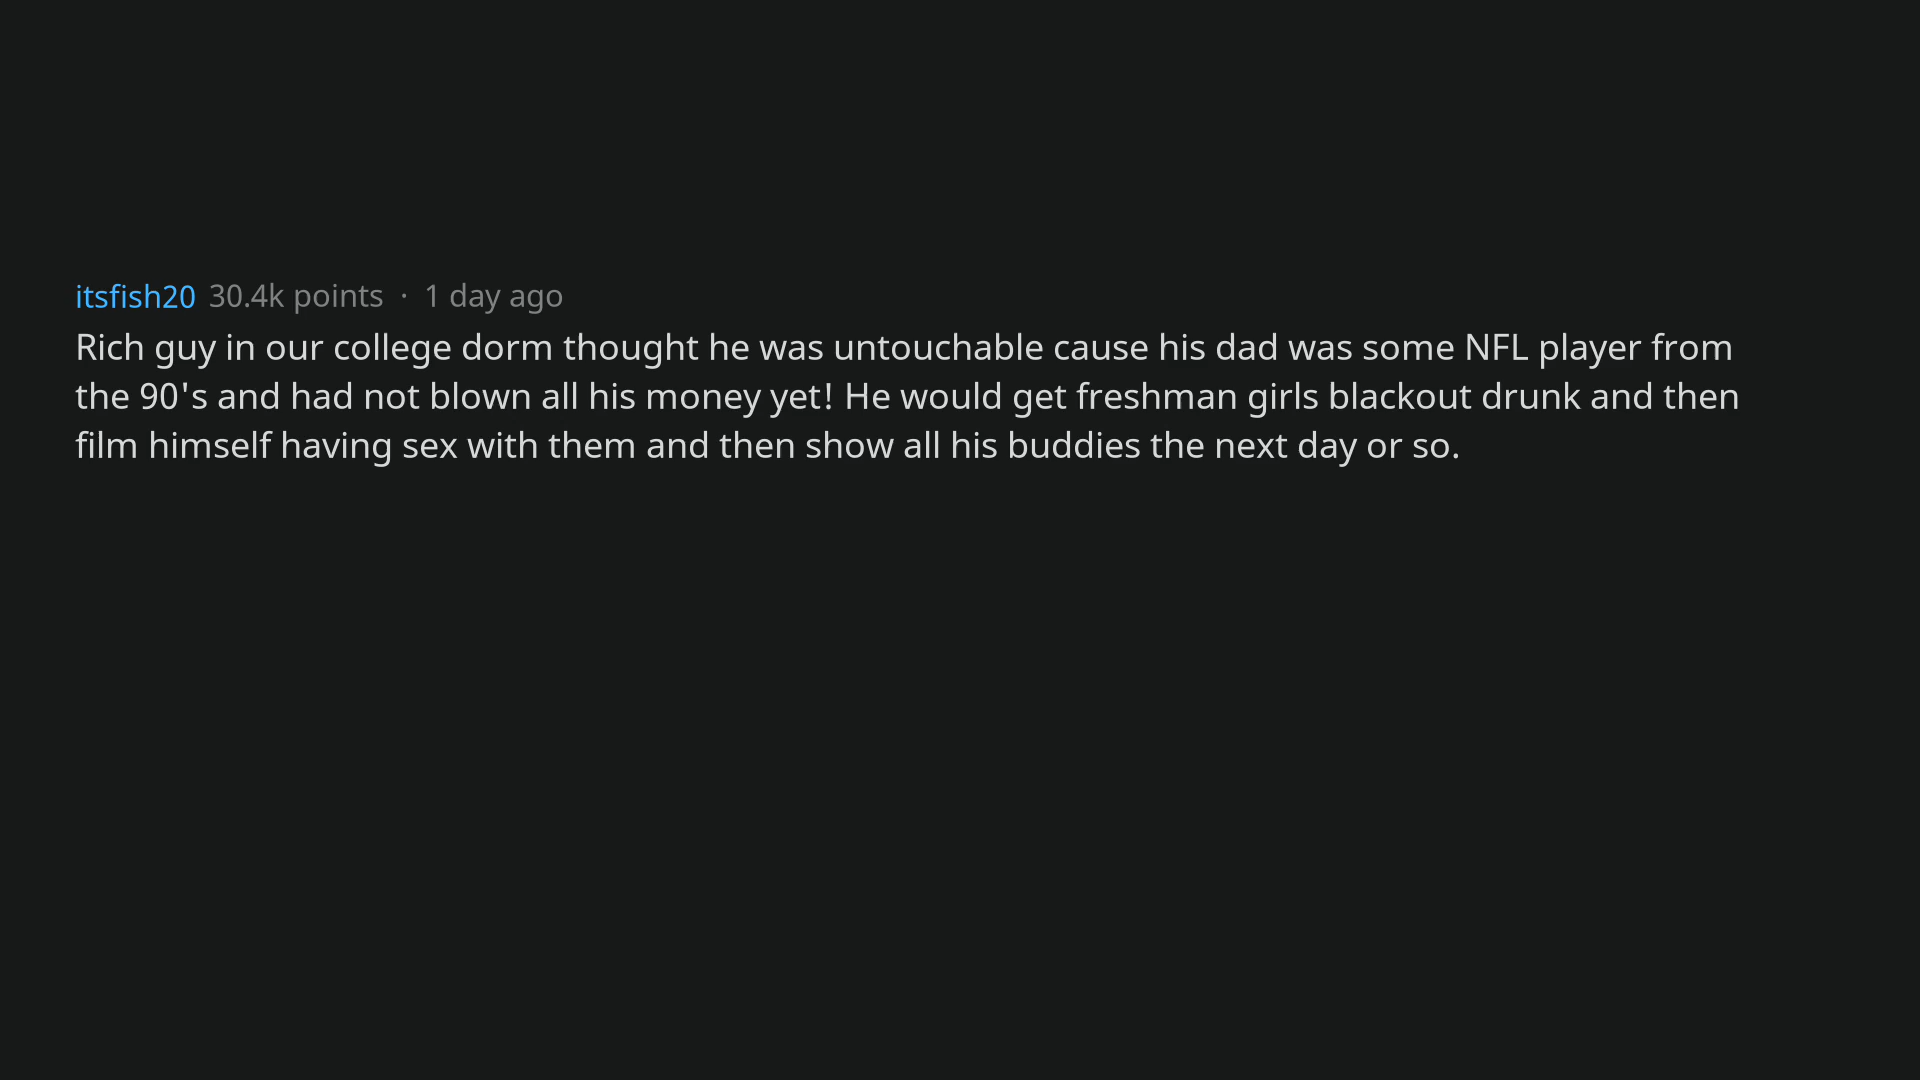 itsfish20 30.4k points · 1 day ago
Rich guy in our college dorm thought he was untouchable cause his dad was some NFL player from
the 90's and had not blown all his money yet! He would get freshman girls blackout drunk and then
film himself having sex with them and then show all his buddies the next day or so.